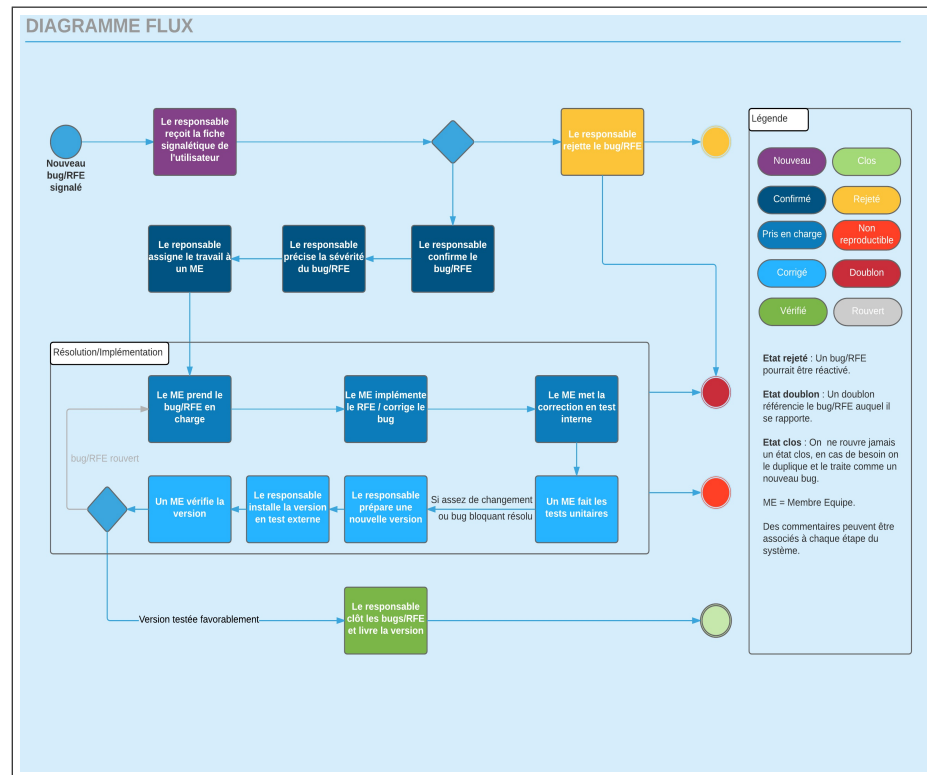 DIAGRAMME FLUX
Nouveau
bug/RFE
signalé
Le responsable
reçoit la fiche
signalétique de
l'utilisateur
Le responsable
rejette le bug/RFE
Le reponsable
assigne le travail à
un ME
Le responsable
précise la sévérité
du bug/RFE
Le responsable
confirme le
bug/RFE
Résolution/Implémentation
Le ME prend le
bug/RFE en
charge
Le ME implémente
le RFE / corrige le
bug
Le ME met la
correction en test
interne
bug/RFE rouvert
Un ME vérifie la
version
Le responsable
installe la version
en test externe
Le responsable
prépare une
nouvelle version
Si assez de changement
ou bug bloquant résolu
Un ME fait les
tests unitaires
Version testée favorablement
Le responsable
clôt les bugs/RFE
et livre la version
Légende
Nouveau
Clos
Confirmé
Rejeté
Pris en charge
Non
reproductible
Corrigé
Doublon
Vérifié
Rouvert
Etat rejeté : Un bug/RFE
pourrait être réactivé.
Etat doublon : Un doublon
référencie le bug/RFE auquel il
se rapporte.
Etat clos : On ne rouvre jamais
un état clos, en cas de besoin on
le duplique et le traite comme un
nouveau bug.
ME = Membre Equipe.
Des commentaires peuvent être
associés à chaque étape du
système.